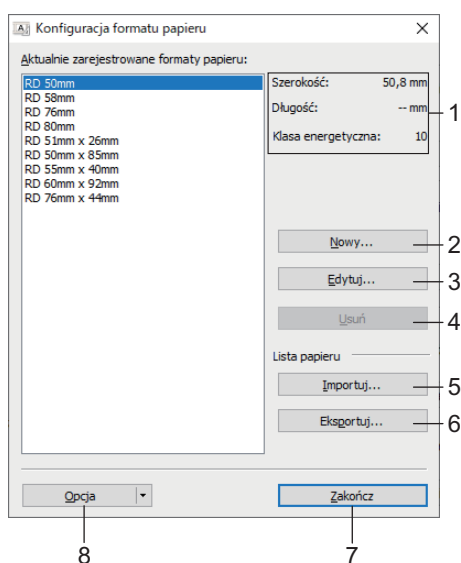 Konfiguracja formatu papieru
Aktualnie zarejestrowane formaty papieru:
RD 50mm
RD 58mm
RD 76mm
RD 80mm
RD 51mm x 26mm
RD 50mm x 85mm
RD 55mm x 40mm
RD 60mm x 92mm
RD 76mm x 44mm
Szerokość: 50,8 mm
Długość: -- mm
Klasa energetyczna: 10
1
Nowy... 2
Edytuj... 3
Usuń 4
Lista papieru
Importuj... 5
Eksportuj... 6
Opcja
Zakończ
8
7